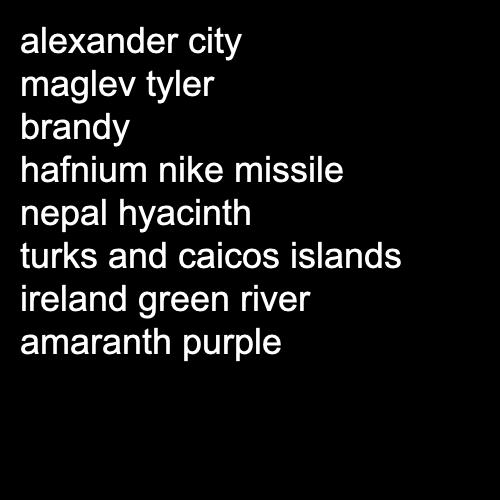 alexander city
maglev tyler
brandy
hafnium nike missile
nepal hyacinth
turks and caicos islands
ireland green river
amaranth purple